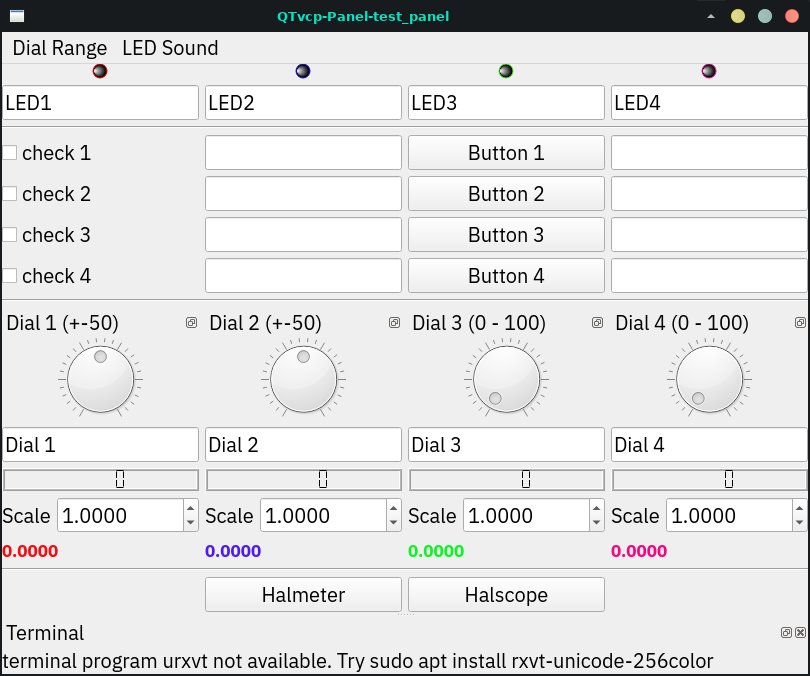 QTvcp-Panel-test_panel
Dial Range LED Sound
LED1 LED2 LED3 LED4
check 1 Button 1
check 2 Button 2
check 3 Button 3
check 4 Button 4
Dial 1 (+-50) Dial 2 (+-50) Dial 3 (0 - 100) Dial 4 (0 - 100)
Dial 1 Dial 2 Dial 3 Dial 4
0 0 0 0
Scale 1.0000 Scale 1.0000 Scale 1.0000 Scale 1.0000
0.0000 0.0000 0.0000 0.0000
Halmeter Halscope
Terminal
terminal program urxvt not available. Try sudo apt install rxvt-unicode-256color